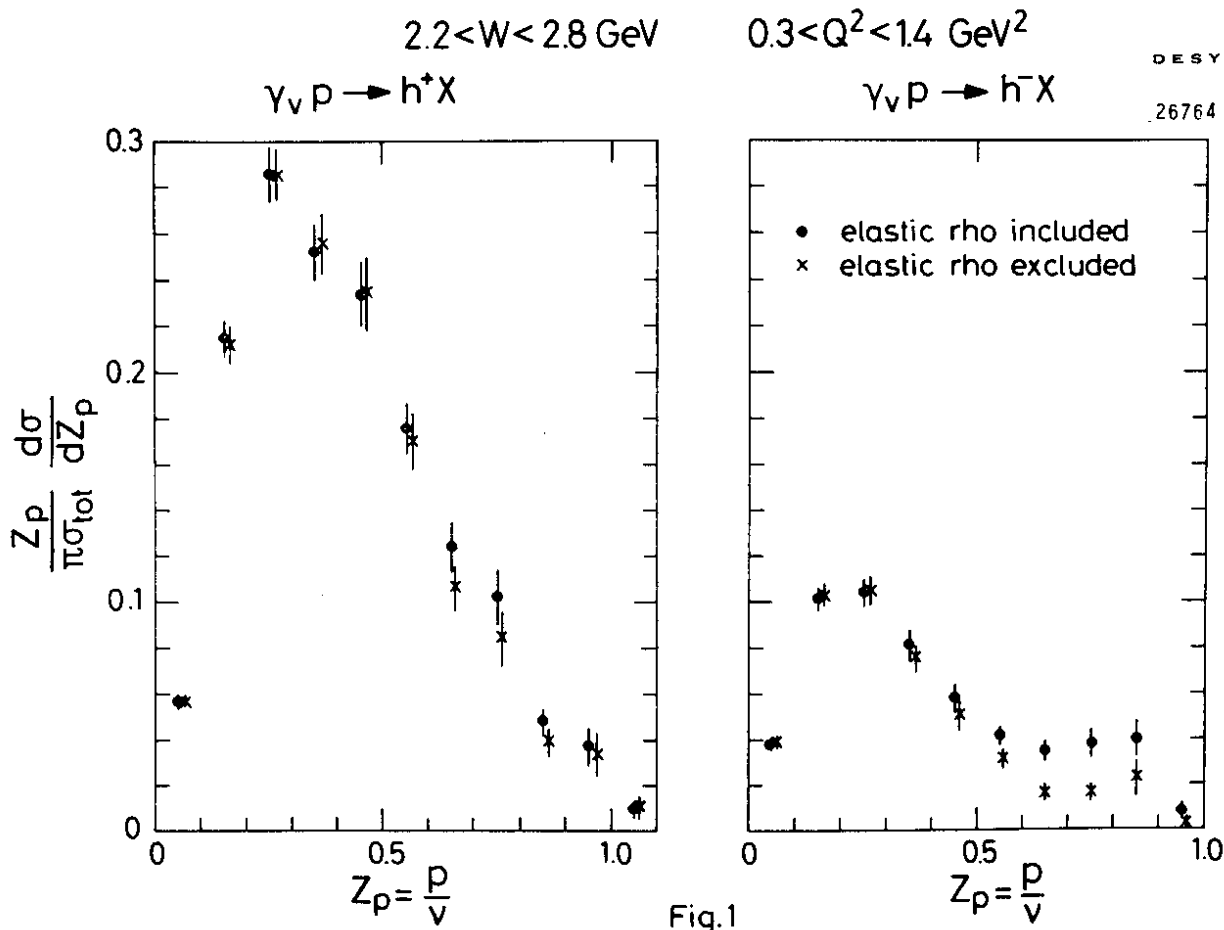 2.2<W<2.8 GeV 0.3<Q²<1.4 GeV²
DESY
26764
γᵥp → h⁺X
γᵥp → h⁻X
0.3
0.2
0.1
0
Zp/πσtot dσ/dZp
0 0.5 1.0
Zp = p/ν
● elastic rho included
× elastic rho excluded
0 0.5 1.0
Zp = p/ν
Fig.1